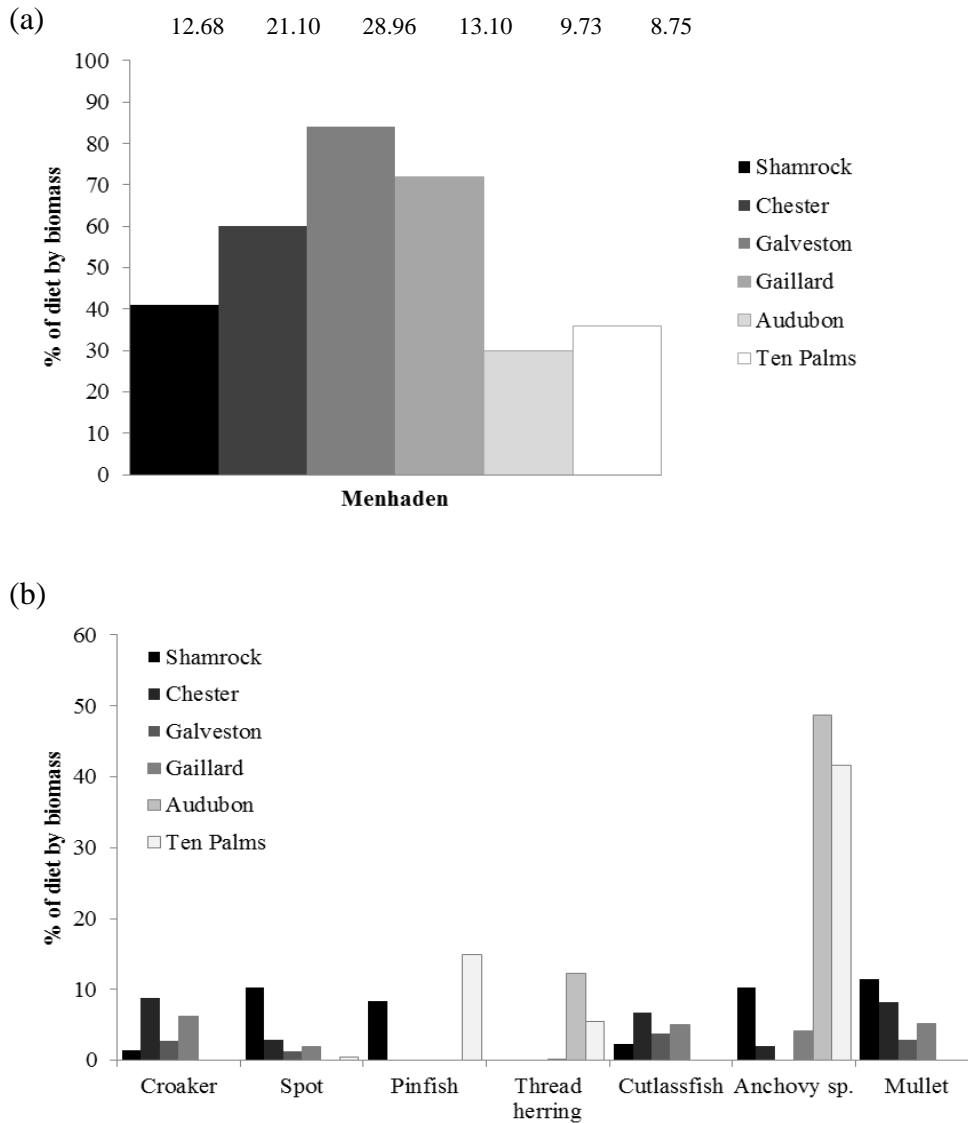 (a)
12.68 21.10 28.96 13.10 9.73 8.75
100
90
80
70
60
50
40
30
20
10
0
% of diet by biomass
Menhaden
Shamrock
Chester
Galveston
Gaillard
Audubon
Ten Palms
(b)
60
50
40
30
20
10
0
% of diet by biomass
Shamrock
Chester
Galveston
Gaillard
Audubon
Ten Palms
Croaker Spot Pinfish Thread Cutlassfish Anchovy sp. Mullet
herring